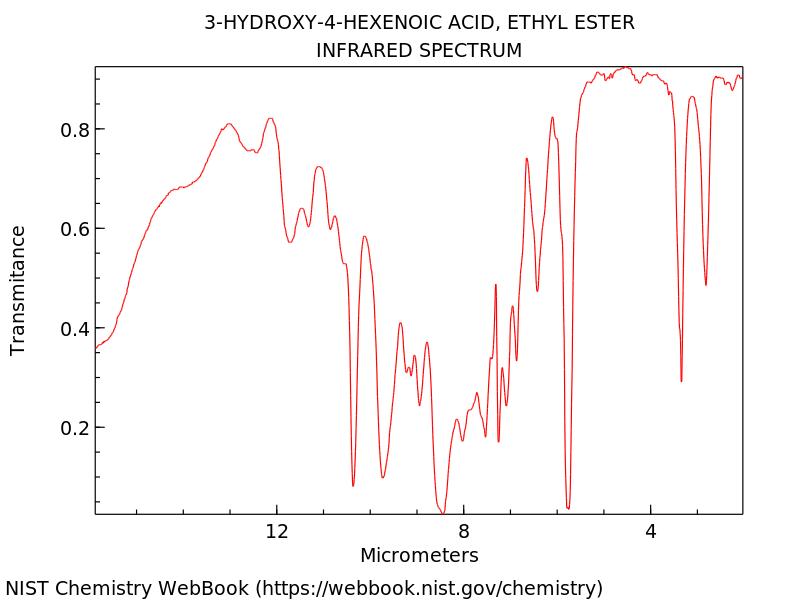 3-HYDROXY-4-HEXENOIC ACID, ETHYL ESTER
INFRARED SPECTRUM
0.8
0.6
0.4
0.2
Transmitance
12
8
4
Micrometers
NIST Chemistry WebBook (https://webbook.nist.gov/chemistry)